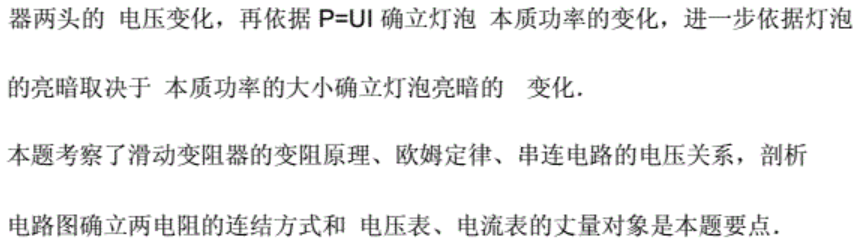 器两头的 电压变化，再依据 P=UI 确立灯泡 本质功率的变化，进一步依据灯泡
的亮暗取决于 本质功率的大小确立灯泡亮暗的 变化．
本题考察了滑动变阻器的变阻原理、欧姆定律、串连电路的电压关系，剖析
电路图确立两电阻的连结方式和 电压表、电流表的丈量对象是本题要点．